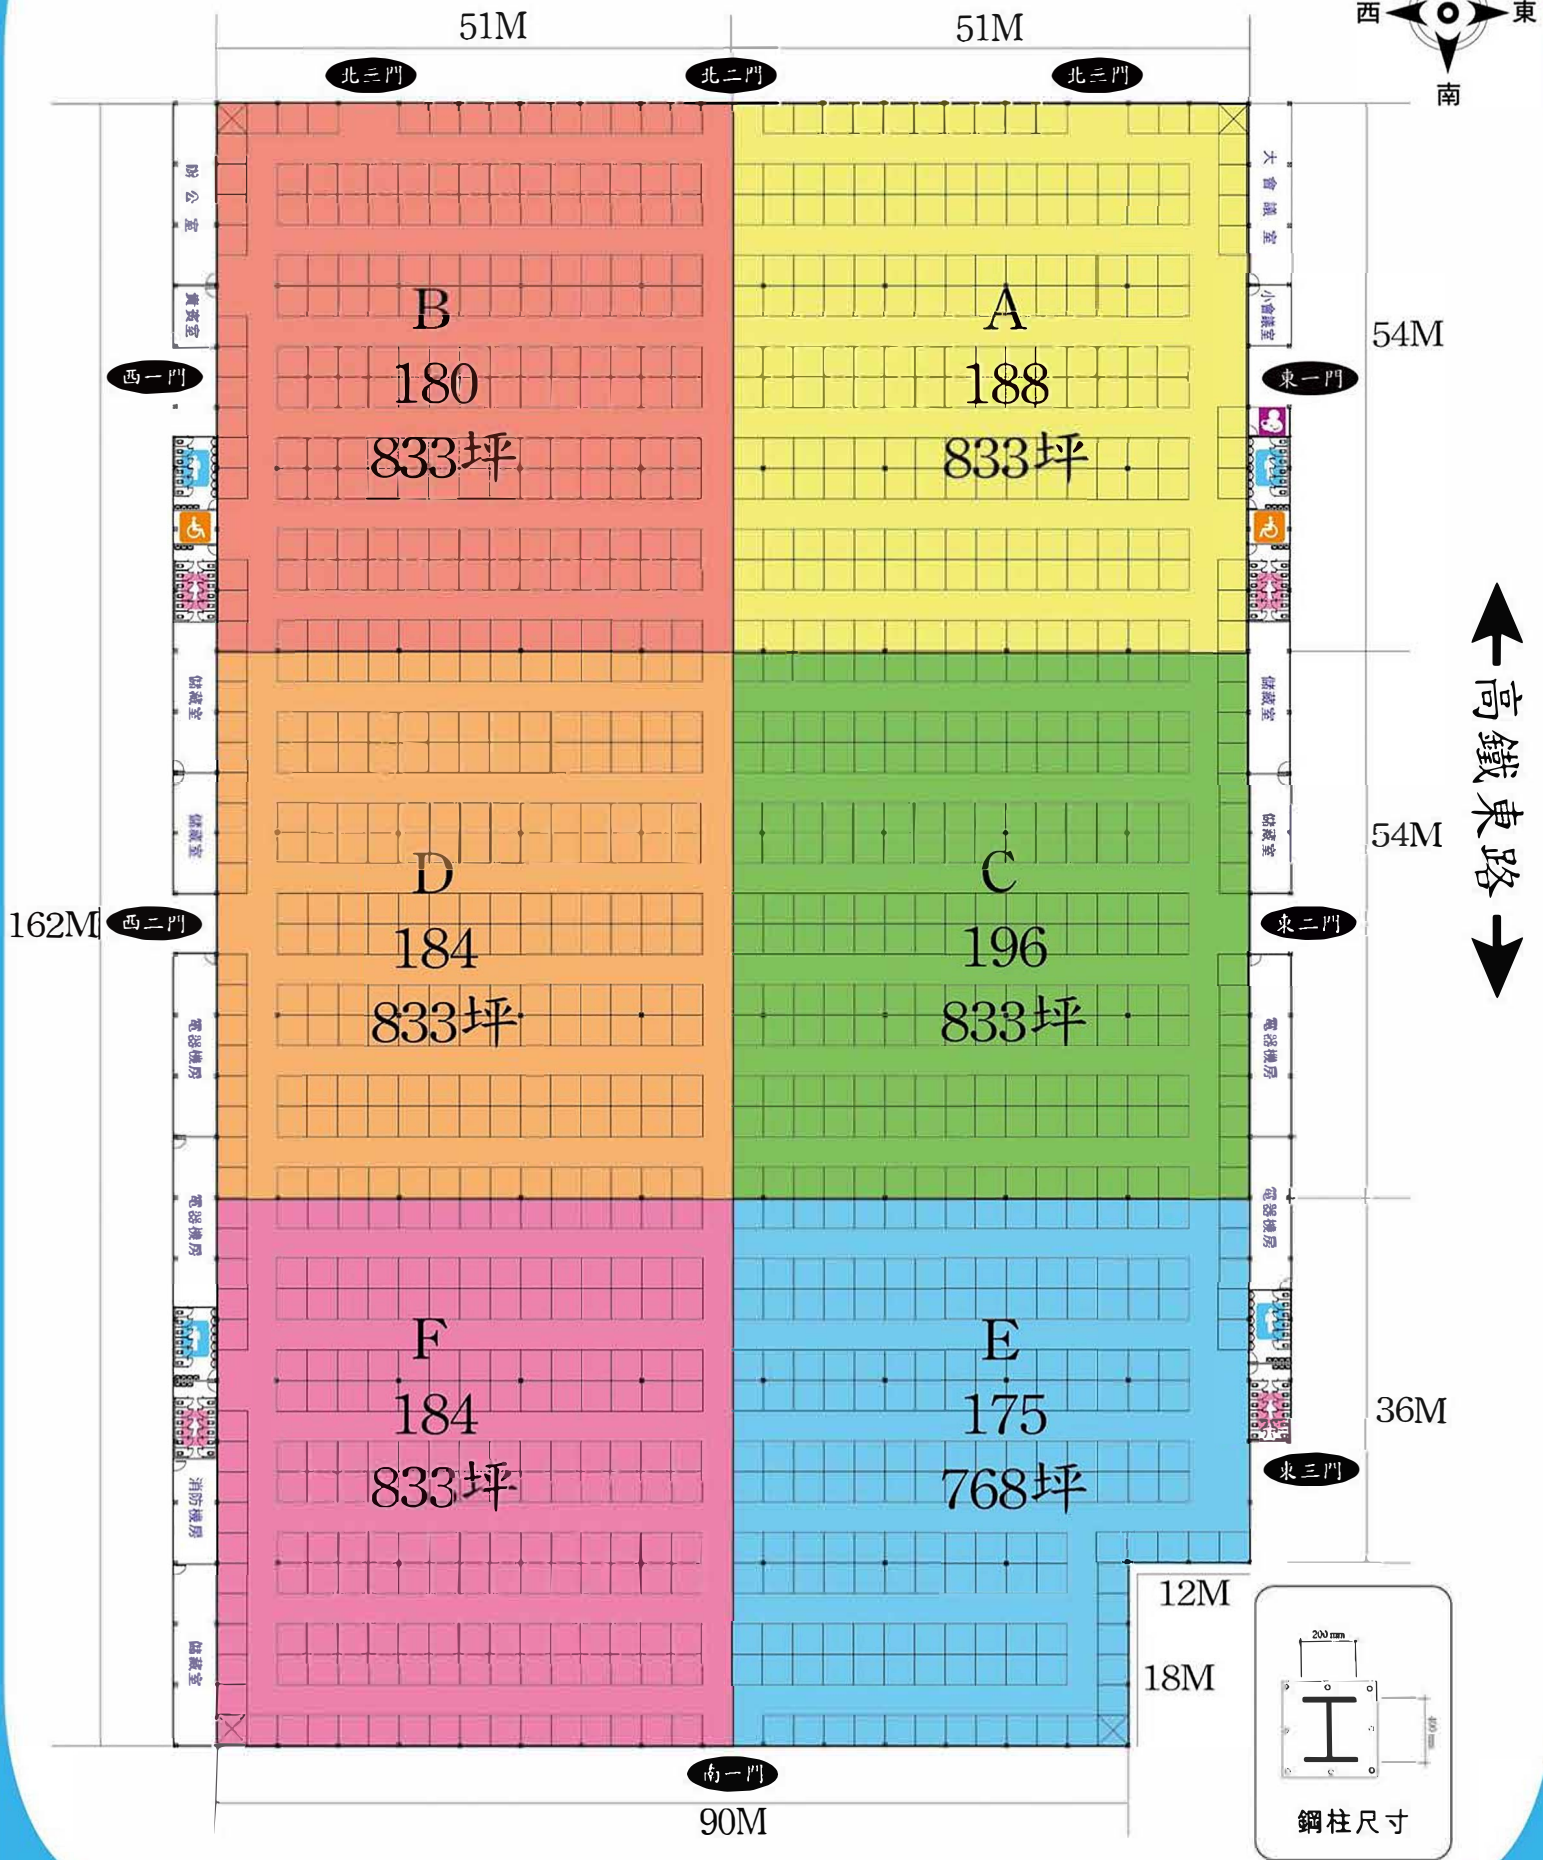 51M
51M
西
東
南
北三門
北二門
北三門
辦公室
大會議室
貴賓室
小會議室
B
180
833坪
A
188
833坪
54M
西一門
東一門
儲藏室
儲藏室
儲藏室
儲藏室
高鐵東路
D
184
833坪
C
196
833坪
54M
162M
西二門
東二門
電器機房
電器機房
電器機房
電器機房
F
184
833坪
E
175
768坪
36M
東三門
消防機房
儲藏室
12M
18M
南一門
90M
200 mm
400 mm
鋼柱尺寸